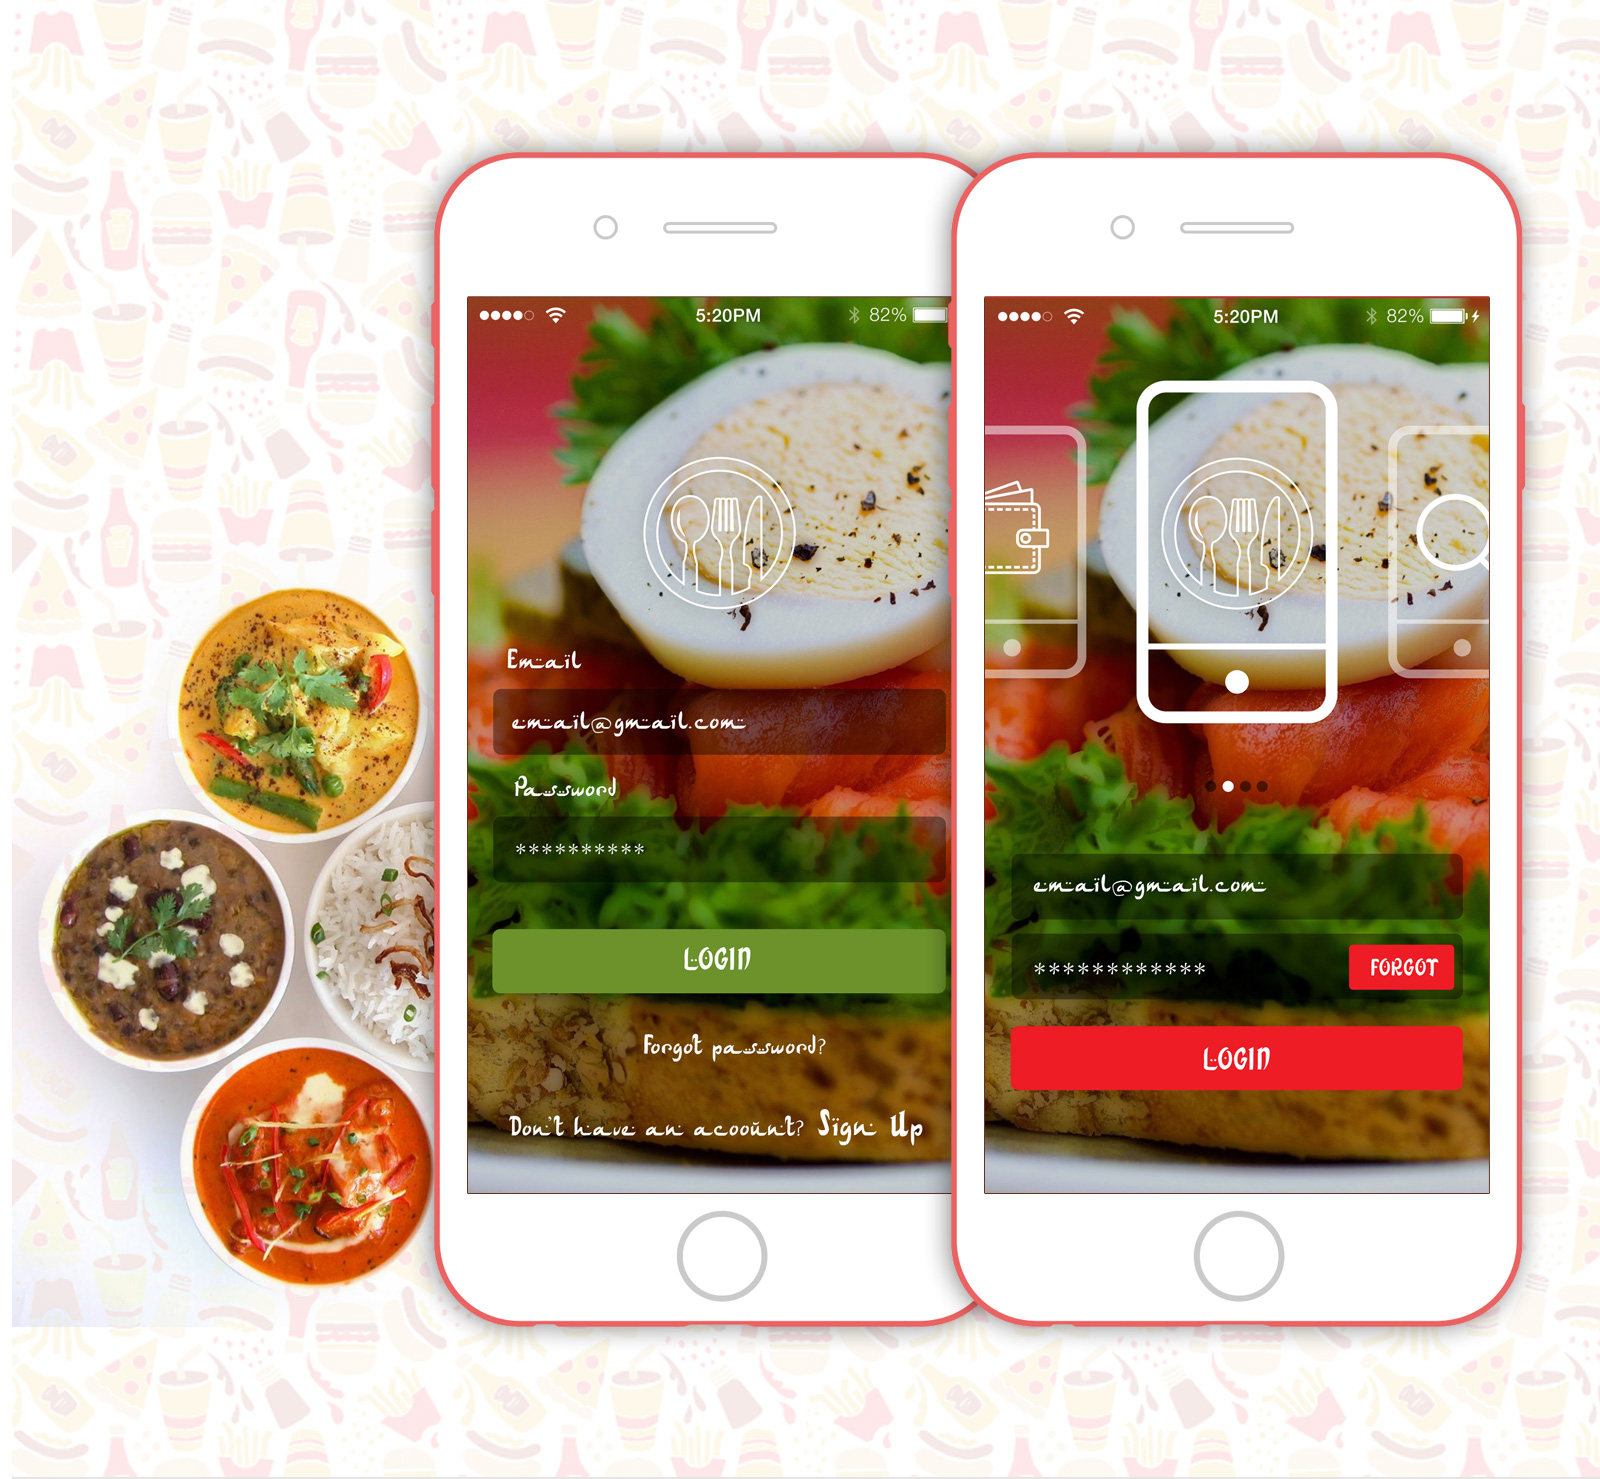 5:20PM
82%
Email
email@gmail.com
Password
**********
LOGIN
Forgot password?
Don't have an acoount? Sign Up
5:20PM
82%
email@gmail.com
************
FORGOT
LOGIN